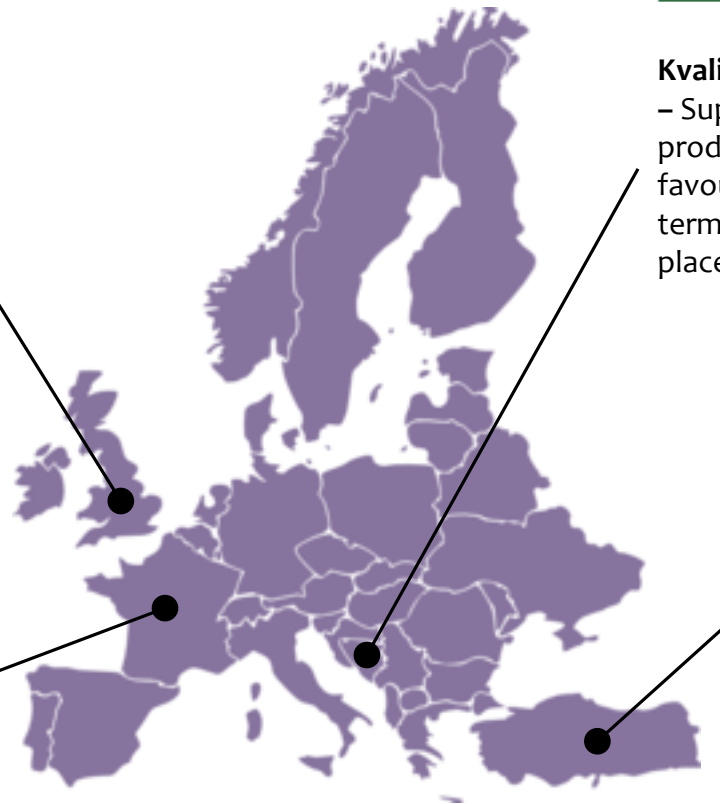 Kvali
– Sup
prod
favou
term
place